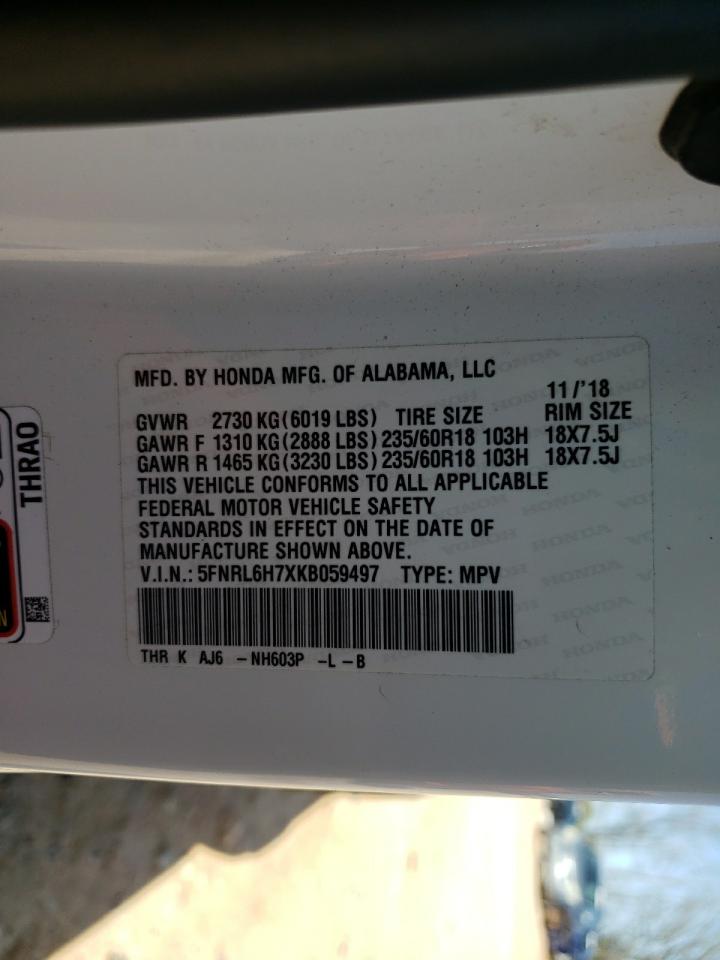 MFD. BY HONDA MFG. OF ALABAMA, LLC
11/'18
GVWR 2730 KG(6019 LBS) TIRE SIZE RIM SIZE
GAWR F 1310 KG(2888 LBS) 235/60R18 103H 18X7.5J
GAWR R 1465 KG(3230 LBS) 235/60R18 103H 18X7.5J
THIS VEHICLE CONFORMS TO ALL APPLICABLE
FEDERAL MOTOR VEHICLE SAFETY
STANDARDS IN EFFECT ON THE DATE OF
MANUFACTURE SHOWN ABOVE.
V.I.N.: 5FNRL6H7XKB059497 TYPE: MPV
THR K AJ6 -NH603P -L-B
THRAO